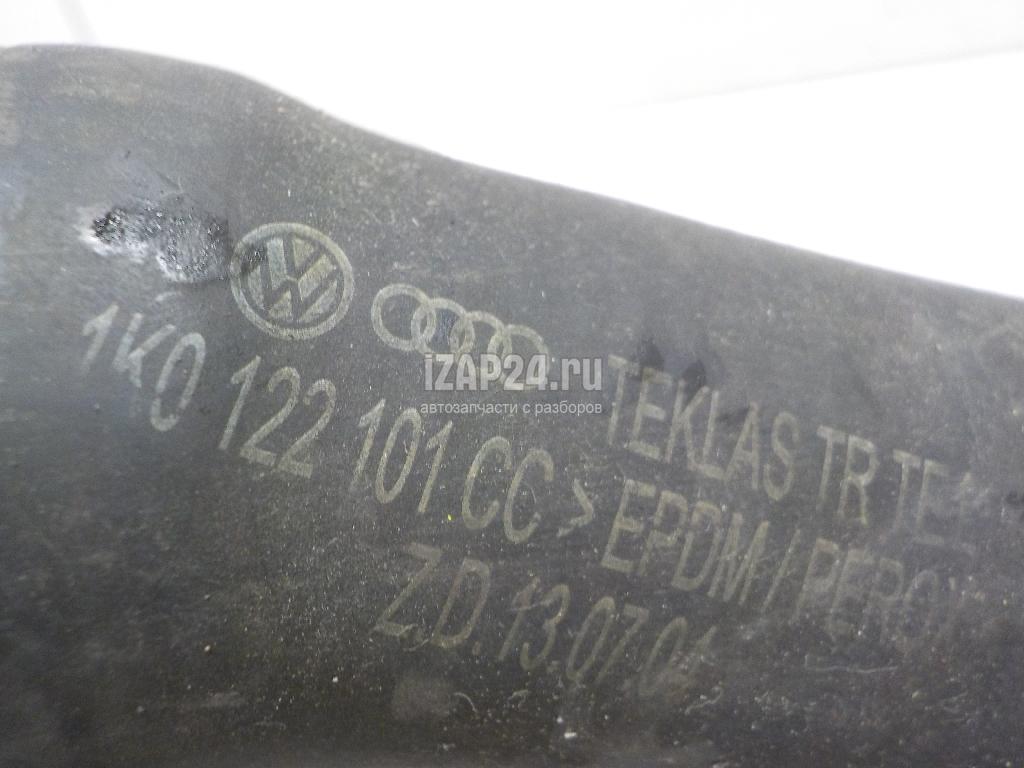 TEKLAS TR
1K0 122 101 CC > EPDM /
Z.D. 13.07.04
iZAP24.ru
автозапчасти с разборов